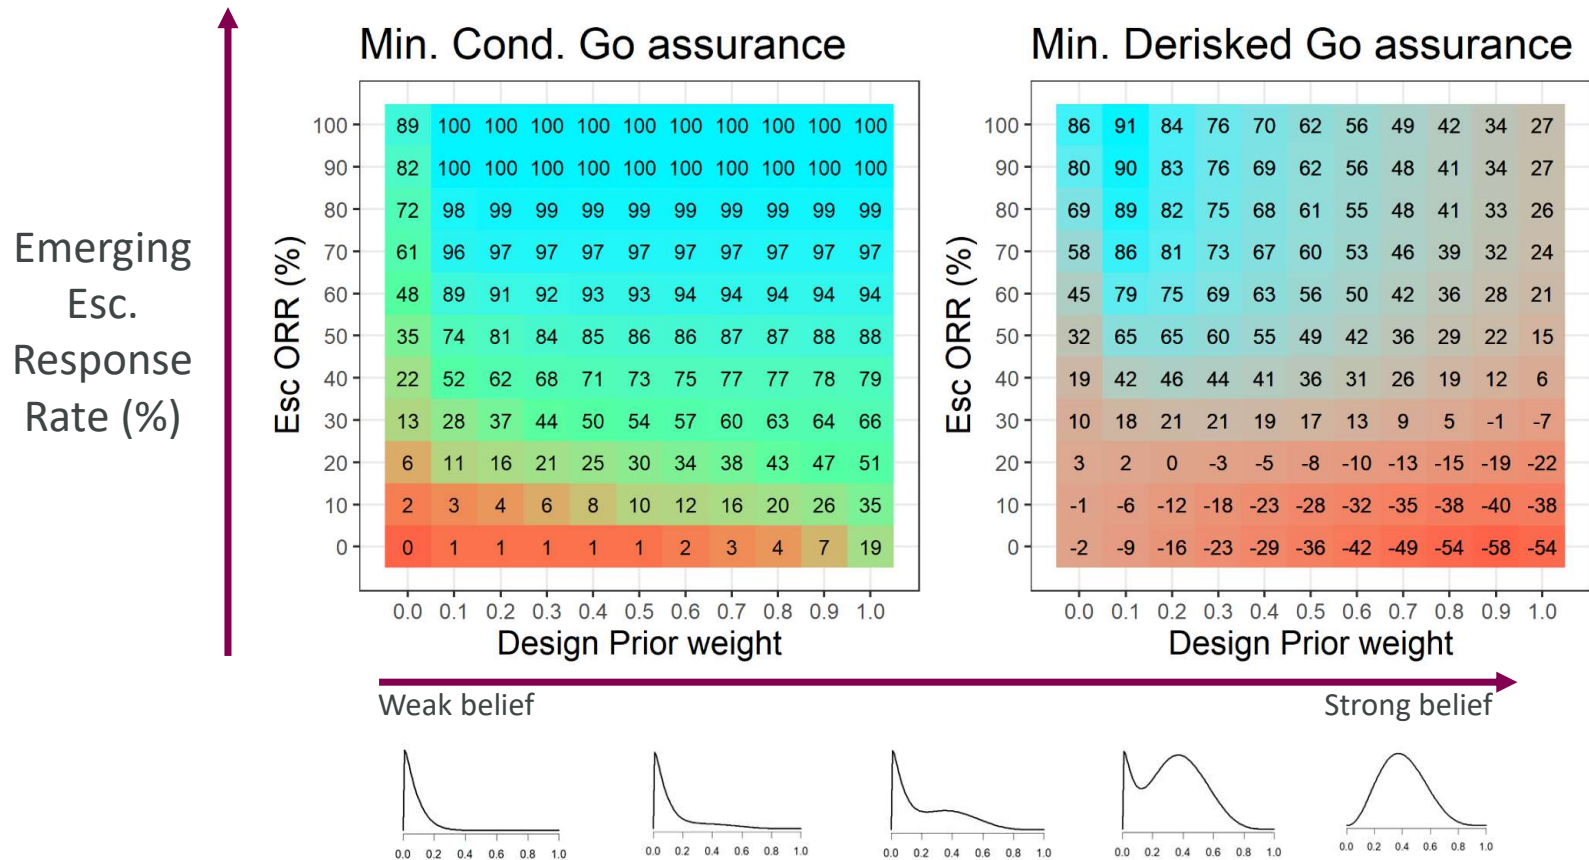 Min. Cond. Go assurance
Min. Derisked Go assurance
Emerging
Esc.
Response
Rate (%)
Esc ORR (%)
100 89 100 100 100 100 100 100 100 100 100 100
90 82 100 100 100 100 100 100 100 100 100 100
80 72 98 99 99 99 99 99 99 99 99 99
70 61 96 97 97 97 97 97 97 97 97 97
60 48 89 91 92 93 93 94 94 94 94 94
50 35 74 81 84 85 86 86 87 87 88 88
40 22 52 62 68 71 73 75 77 77 78 79
30 13 28 37 44 50 54 57 60 63 64 66
20 6 11 16 21 25 30 34 38 43 47 51
10 2 3 4 6 8 10 12 16 20 26 35
0 0 1 1 1 1 1 2 3 4 7 19
0.0 0.1 0.2 0.3 0.4 0.5 0.6 0.7 0.8 0.9 1.0
Design Prior weight
Esc ORR (%)
100 86 91 84 76 70 62 56 49 42 34 27
90 80 90 83 76 69 62 56 48 41 34 27
80 69 89 82 75 68 61 55 48 41 33 26
70 58 86 81 73 67 60 53 46 39 32 24
60 45 79 75 69 63 56 50 42 36 28 21
50 32 65 65 60 55 49 42 36 29 22 15
40 19 42 46 44 41 36 31 26 19 12 6
30 10 18 21 21 19 17 13 9 5 -1 -7
20 3 2 0 -3 -5 -8 -10 -13 -15 -19 -22
10 -1 -6 -12 -18 -23 -28 -32 -35 -38 -40 -38
0 -2 -9 -16 -23 -29 -36 -42 -49 -54 -58 -54
0.0 0.1 0.2 0.3 0.4 0.5 0.6 0.7 0.8 0.9 1.0
Design Prior weight
Weak belief
Strong belief
0.0 0.2 0.4 0.6 0.8 1.0
0.0 0.2 0.4 0.6 0.8 1.0
0.0 0.2 0.4 0.6 0.8 1.0
0.0 0.2 0.4 0.6 0.8 1.0
0.0 0.2 0.4 0.6 0.8 1.0